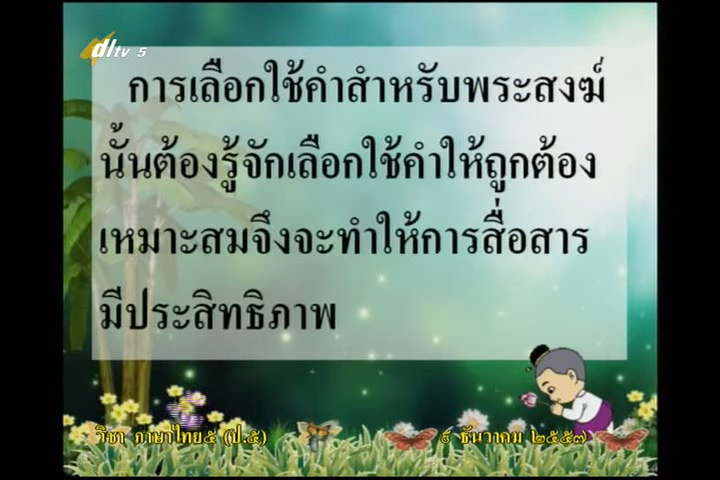 dltv 5
การเลือกใช้คำสำหรับพระสงฆ์
นั้นต้องรู้จักเลือกใช้คำให้ถูกต้อง
เหมาะสมจึงจะทำให้การสื่อสาร
มีประสิทธิภาพ
วิชา ภาษาไทย๕ (ป.๕)
๙ ธันวาคม ๒๕๕๗